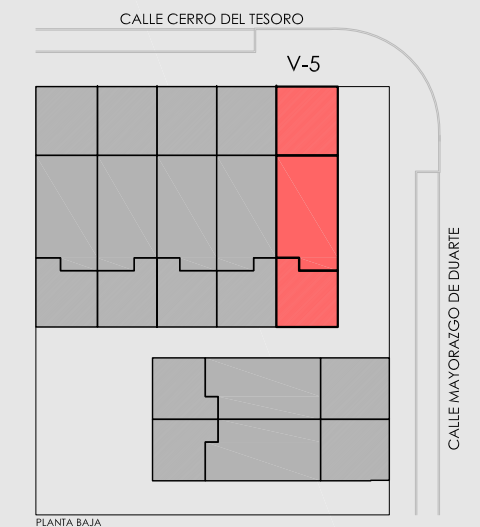 CALLE CERRO DEL TESORO
V-5
CALLE MAYORAZGO DE DUARTE
PLANTA BAJA